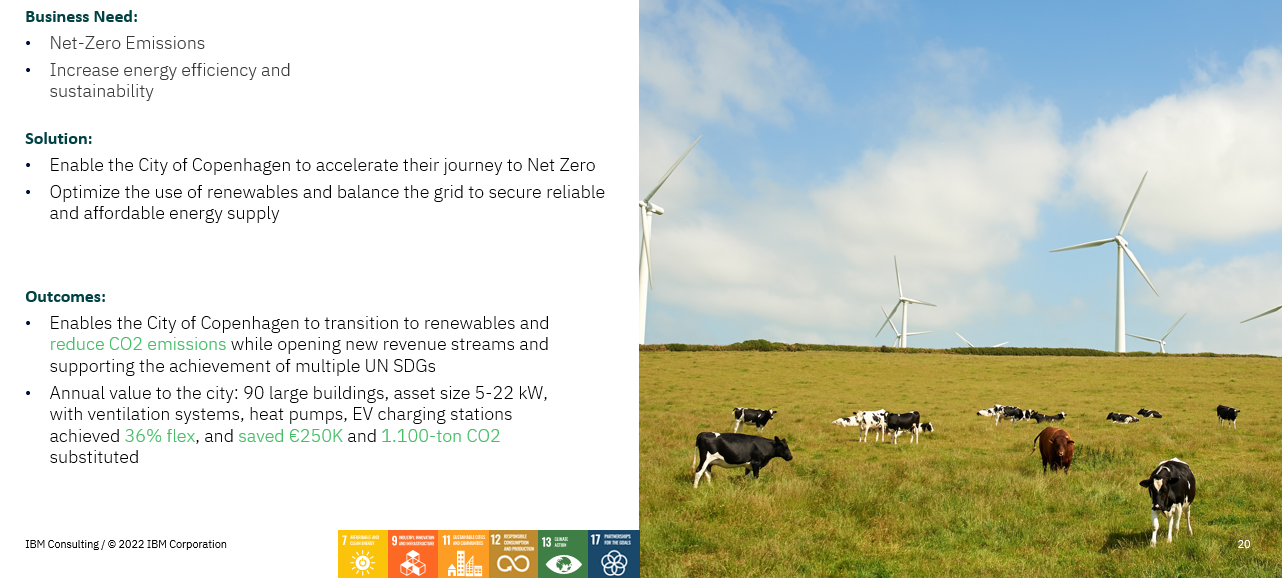 Business Need:
• Net-Zero Emissions
• Increase energy efficiency and
sustainability
Solution:
• Enable the City of Copenhagen to accelerate their journey to Net Zero
• Optimize the use of renewables and balance the grid to secure reliable
and affordable energy supply
Outcomes:
• Enables the City of Copenhagen to transition to renewables and
reduce CO2 emissions while opening new revenue streams and
supporting the achievement of multiple UN SDGs
• Annual value to the city: 90 large buildings, asset size 5-22 kW,
with ventilation systems, heat pumps, EV charging stations
achieved 36% flex, and saved €250K and 1.100-ton CO2
substituted
IBM Consulting / © 2022 IBM Corporation
7 AFFORDABLE AND
CLEAN ENERGY
9 INDUSTRY, INNOVATION
AND INFRASTRUCTURE
11 SUSTAINABLE CITIES
AND COMMUNITIES
12 RESPONSIBLE
CONSUMPTION
AND PRODUCTION
13 CLIMATE
ACTION
17 PARTNERSHIPS
FOR THE GOALS
20